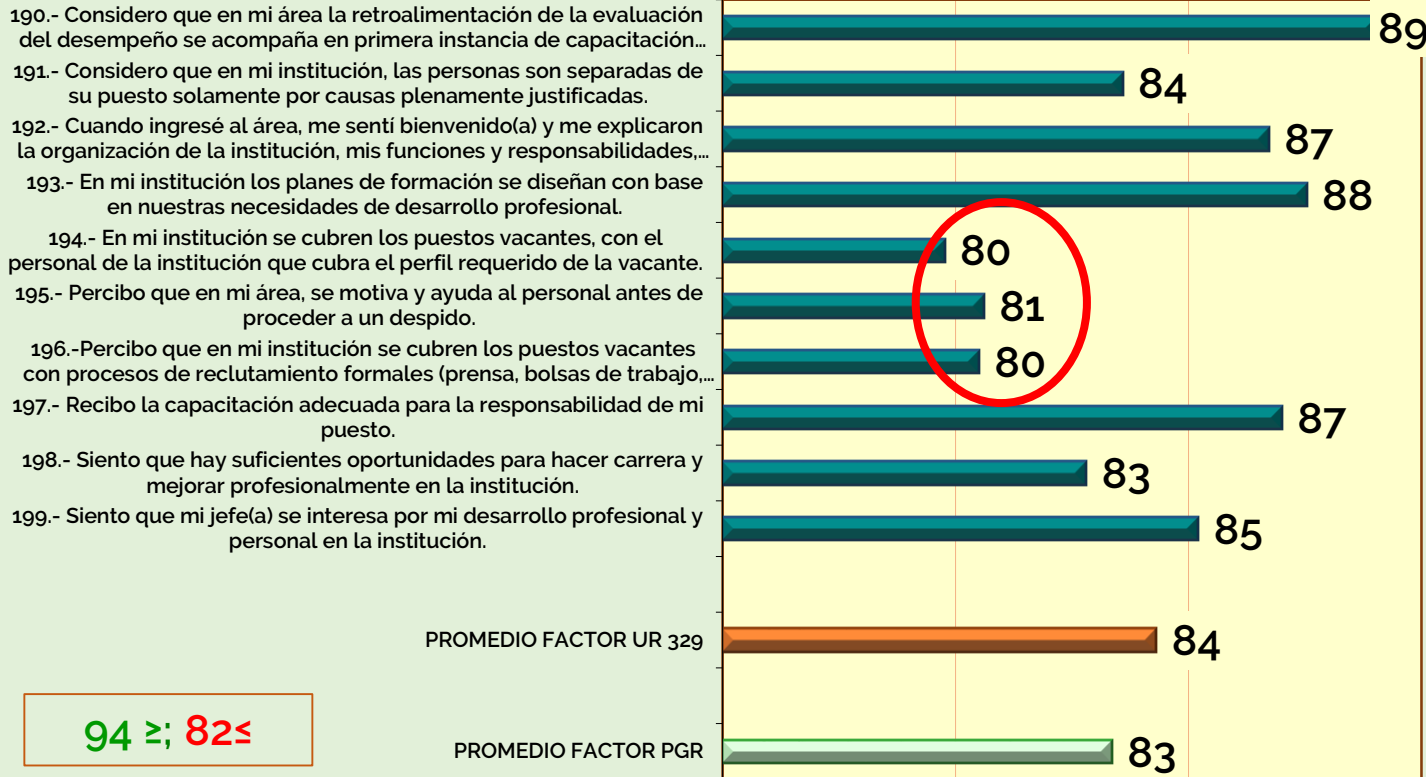 190.- Considero que en mi área la retroalimentación de la evaluación
del desempeño se acompaña en primera instancia de capacitación…
89
191.- Considero que en mi institución, las personas son separadas de
su puesto solamente por causas plenamente justificadas.
84
192.- Cuando ingresé al área, me sentí bienvenido(a) y me explicaron
la organización de la institución, mis funciones y responsabilidades,…
87
193.- En mi institución los planes de formación se diseñan con base
en nuestras necesidades de desarrollo profesional.
88
194.- En mi institución se cubren los puestos vacantes, con el
personal de la institución que cubra el perfil requerido de la vacante.
80
195.- Percibo que en mi área, se motiva y ayuda al personal antes de
proceder a un despido.
81
196.-Percibo que en mi institución se cubren los puestos vacantes
con procesos de reclutamiento formales (prensa, bolsas de trabajo,…
80
197.- Recibo la capacitación adecuada para la responsabilidad de mi
puesto.
87
198.- Siento que hay suficientes oportunidades para hacer carrera y
mejorar profesionalmente en la institución.
83
199.- Siento que mi jefe(a) se interesa por mi desarrollo profesional y
personal en la institución.
85
PROMEDIO FACTOR UR 329
84
94 ≥; 82≤
PROMEDIO FACTOR PGR
83